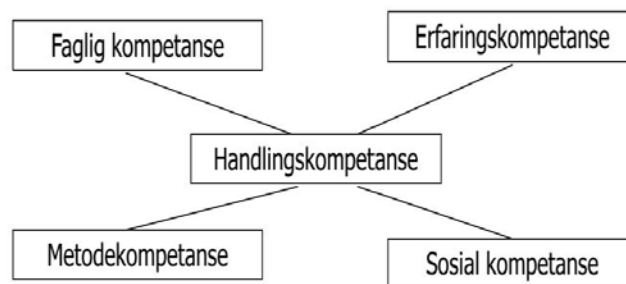 Faglig kompetanse
Erfaringskompetanse
Handlingskompetanse
Metodekompetanse
Sosial kompetanse